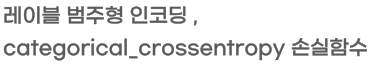 레이블 범주형 인코딩 ,
categorical_crossentropy 손실함수